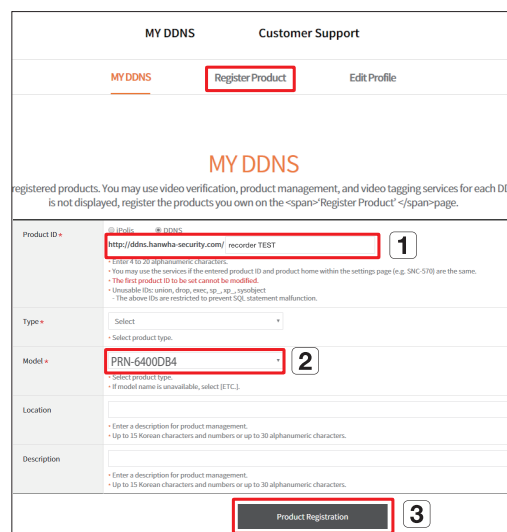 MY DDNS Customer Support
MY DDNS Register Product Edit Profile
MY DDNS
registered products. You may use video verification, product management, and video tagging services for each DD
is not displayed, register the products you own on the <span>'Register Product' </span>page.
Product ID *
iPolis DDNS
http://ddns.hanwha-security.com/ recorder TEST
1
• Enter 4 to 20 alphanumeric characters.
• You may use the services if the entered product ID and product home within the settings page (e.g. SNC-570) are the same.
• The first product ID to be set cannot be modified.
• Unusable IDs: union, drop, exec, sp_, xp_, sysobject
- The above IDs are restricted to prevent SQL statement malfunction.
Type *
Select
• Select product type.
Model *
PRN-6400DB4
2
• Select product type.
• If model name is unavailable, select [ETC.].
Location
• Enter a description for product management.
• Up to 15 Korean characters and numbers or up to 30 alphanumeric characters.
Description
• Enter a description for product management.
• Up to 15 Korean characters and numbers or up to 30 alphanumeric characters.
Product Registration
3